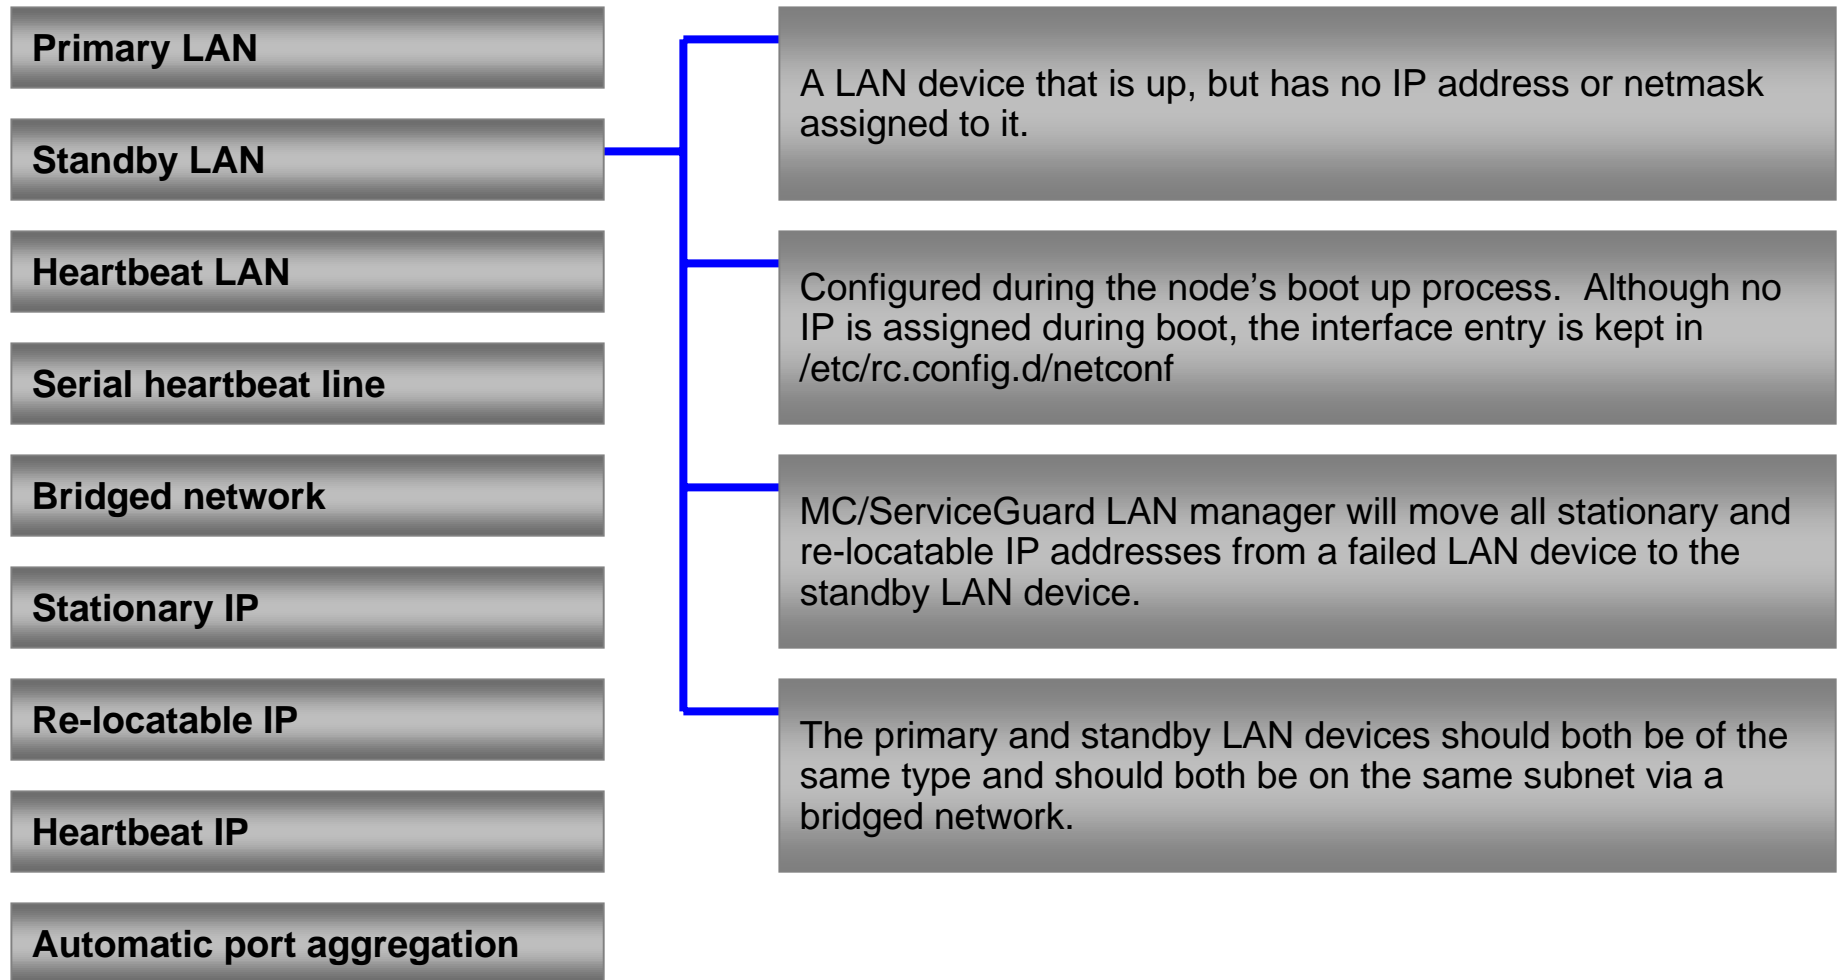 Primary LAN
Standby LAN
Heartbeat LAN
Serial heartbeat line
Bridged network
Stationary IP
Re-locatable IP
Heartbeat IP
Automatic port aggregation
A LAN device that is up, but has no IP address or netmask
assigned to it.
Configured during the node’s boot up process.  Although no
IP is assigned during boot, the interface entry is kept in
/etc/rc.config.d/netconf
MC/ServiceGuard LAN manager will move all stationary and
re-locatable IP addresses from a failed LAN device to the
standby LAN device.
The primary and standby LAN devices should both be of the
same type and should both be on the same subnet via a
bridged network.